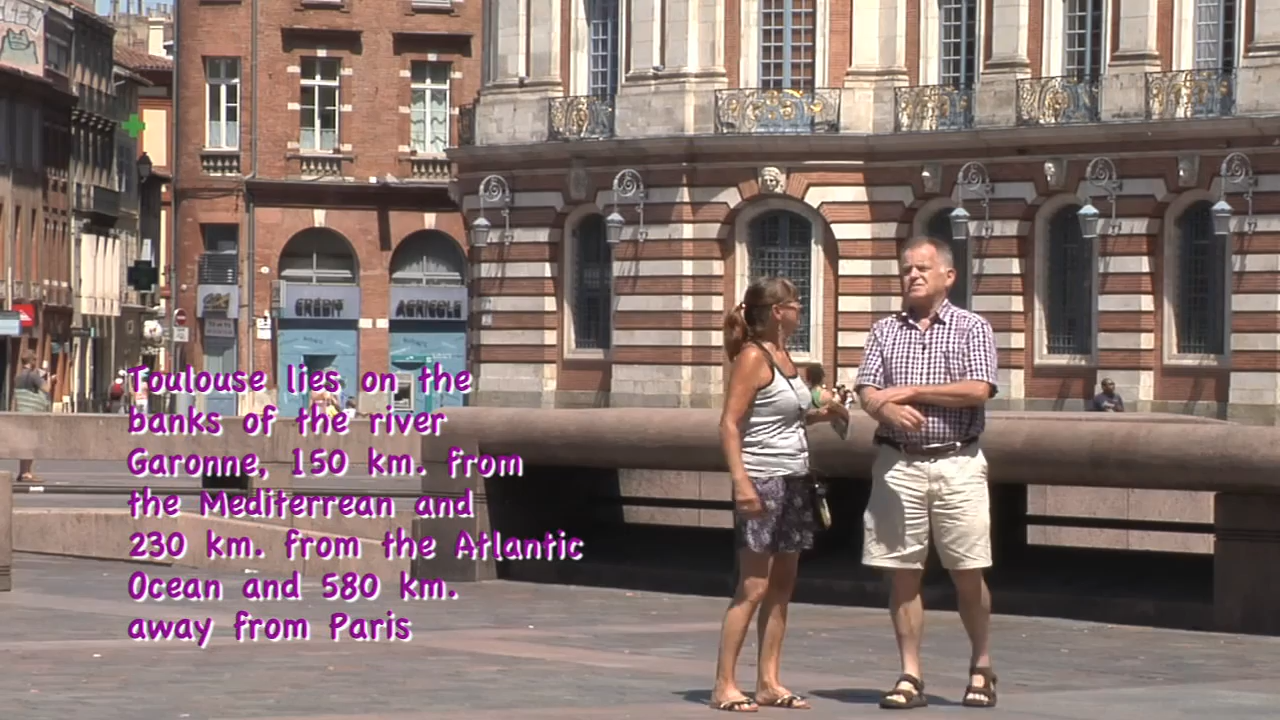 CRÉDIT
AGRICOLE
Toulouse lies on the
banks of the river
Garonne, 150 km. from
the Mediterrean and
230 km. from the Atlantic
Ocean and 580 km.
away from Paris